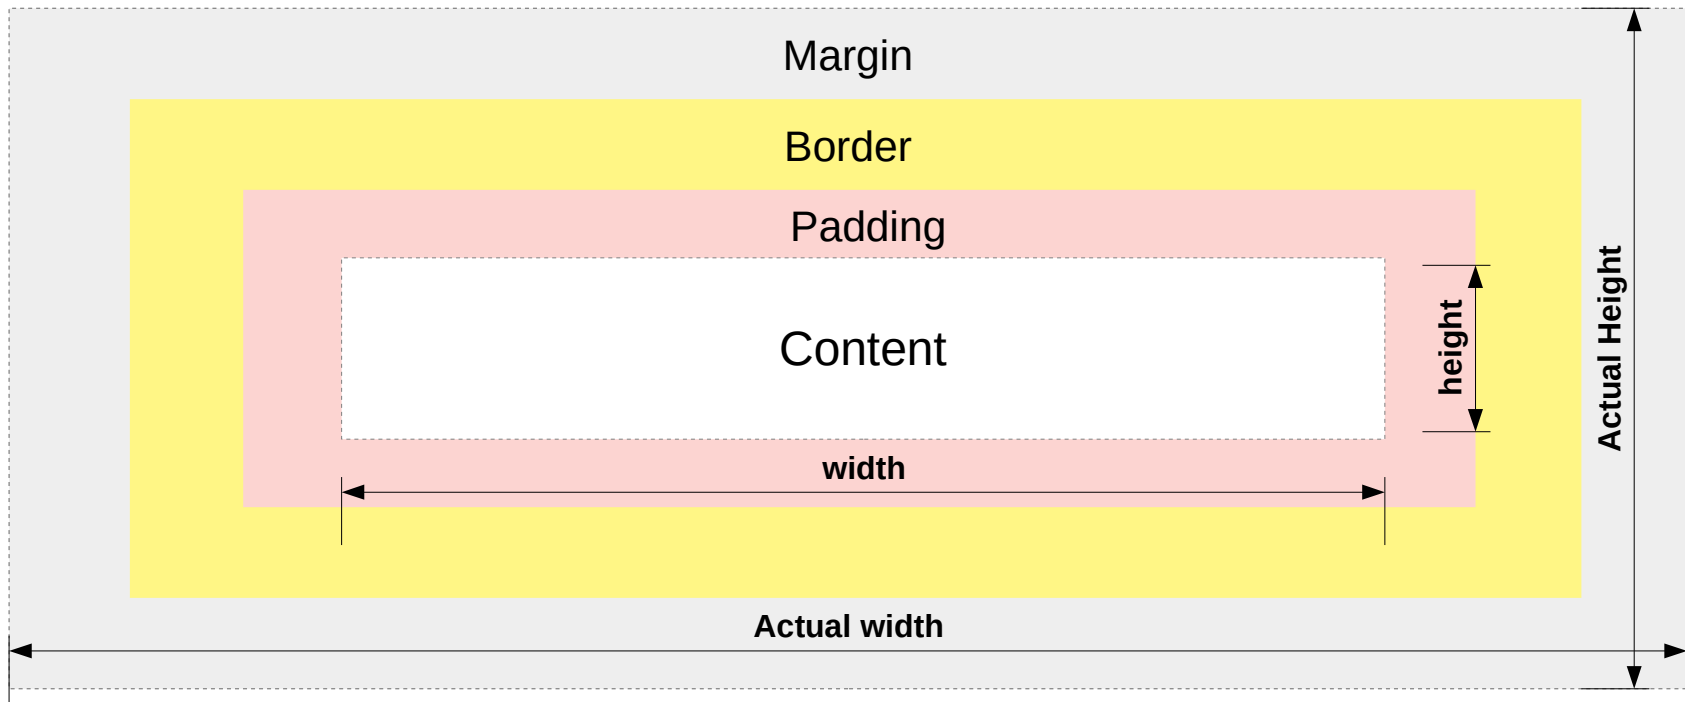 Margin
Border
Padding
Content
height
Actual Height
width
Actual width